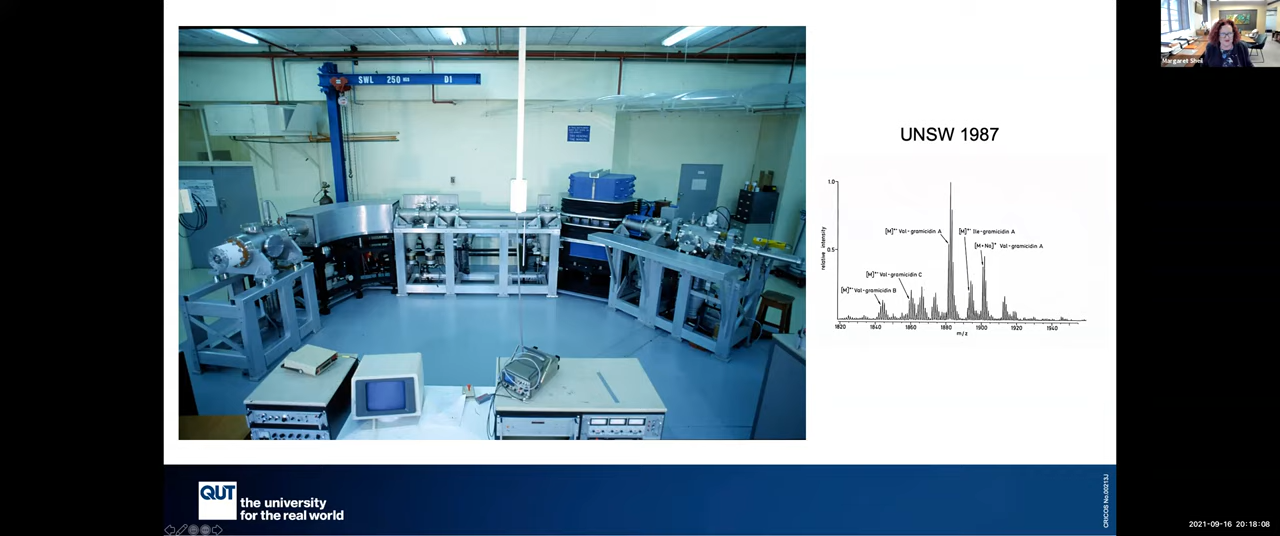 SWL 250 KGS D1
UNSW 1987
1.0
0.5
relative intensity
[M]⁺˙ Val-gramicidin A
[M]⁺˙ Ile-gramicidin A
[M+Na]⁺ Val-gramicidin A
[M]⁺˙ Val-gramicidin C
[M]⁺˙ Val-gramicidin B
1820 1840 1860 1880 1900 1920 1940
m/z
QUT
the university
for the real world
CRICOS No.00213J
Margaret Sheil
2021-09-16 20:18:08